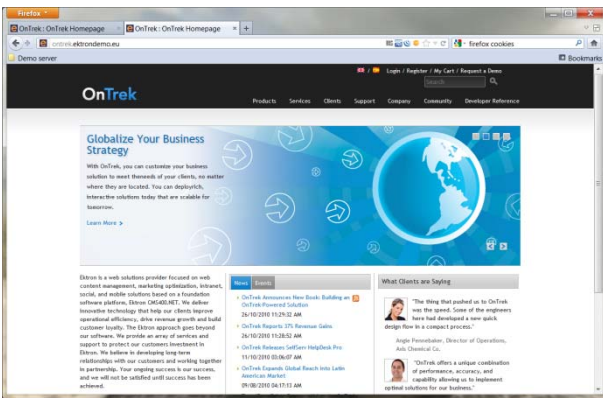 Firefox
OnTrek : OnTrek Homepage
OnTrek : OnTrek Homepage
ontrek.ektrondemo.eu
firefox cookies
Demo server
Bookmarks
Login / Register / My Cart / Request a Demo
Search
OnTrek
Products Services Clients Support Company Community Developer Reference
Globalize Your Business
Strategy
With OnTrek, you can customize your business
solution to meet theneeds of your clients, no matter
where they are located. You can deployrich,
interactive solutions today that are scalable for
tomorrow.
Learn More >
Ektron is a web solutions provider focused on web
content management, marketing optimization, intranet,
social, and mobile solutions based on a foundation
software platform, Ektron CMS400.NET. We deliver
innovative technology that help our clients improve
operational efficiency, drive revenue growth and build
customer loyalty. The Ektron approach goes beyond
our software. We provide an array of services and
support to protect our customers investment in
Ektron. We believe in developing long-term
relationships with our customers and working together
in partnership. Your ongoing success is our success,
and we will not be satisfied until success has been
achieved.
News Events
OnTrek Announces New Book: Building an
OnTrek Powered Solution
26/10/2010 11:29:32 AM
OnTrek Reports 37% Revenue Gains
26/10/2010 11:28:52 AM
OnTrek Releases SelfServ HelpDesk Pro
11/10/2010 03:06:07 AM
OnTrek Expands Global Reach Into Latin
American Market
09/08/2010 04:17:13 AM
What Clients are Saying
"The thing that pushed us to OnTrek
was the speed. Some of the engineers
here had developed a new quick
design flow in a compact process."
Angie Pennebaker, Director of Operations,
Aris Chemical Co.
"OnTrek offers a unique combination
of performance, accuracy, and
capability allowing us to implement
optimal solutions for our business."